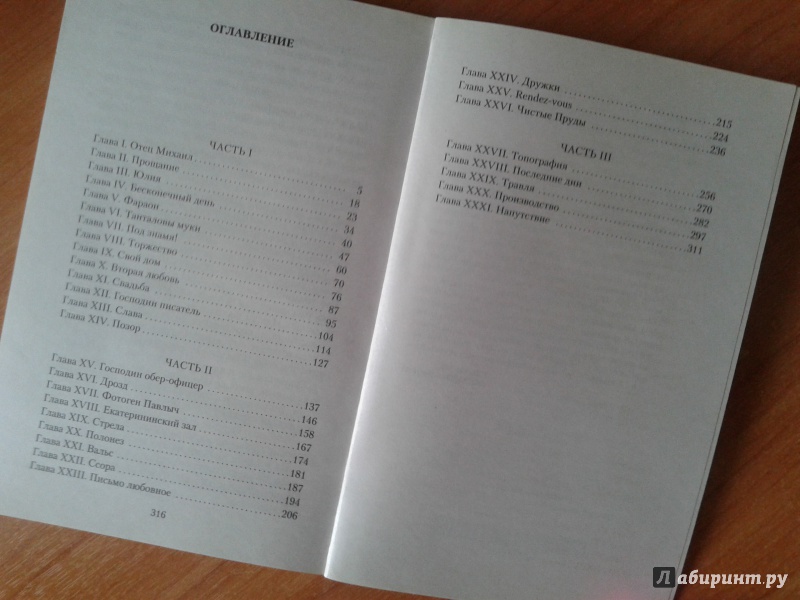 ОГЛАВЛЕНИЕ
ЧАСТЬ I
Глава I. Отец Михаил 5
Глава II. Прощание 18
Глава III. Юлия 23
Глава IV. Бесконечный день 34
Глава V. Фараон 40
Глава VI. Танталовы муки 47
Глава VII. Под знамя! 60
Глава VIII. Торжество 70
Глава IX. Свой дом 76
Глава X. Вторая любовь 87
Глава XI. Свадьба 95
Глава XII. Господин писатель 104
Глава XIII. Слава 114
Глава XIV. Позор 127
ЧАСТЬ II
Глава XV. Господин обер-офицер 137
Глава XVI. Дрозд 146
Глава XVII. Фотоген Павлыч 158
Глава XVIII. Екатерининский зал 167
Глава XIX. Стрела 174
Глава XX. Полонез 181
Глава XXI. Вальс 187
Глава XXII. Ссора 194
Глава XXIII. Письмо любовное 206
316
Глава XXIV. Дружки 215
Глава XXV. Rendez-vous 224
Глава XXVI. Чистые Пруды 236
ЧАСТЬ III
Глава XXVII. Топография 256
Глава XXVIII. Последние дни 270
Глава XXIX. Травля 282
Глава XXX. Производство 297
Глава XXXI. Напутствие 311
Лабиринт.ру